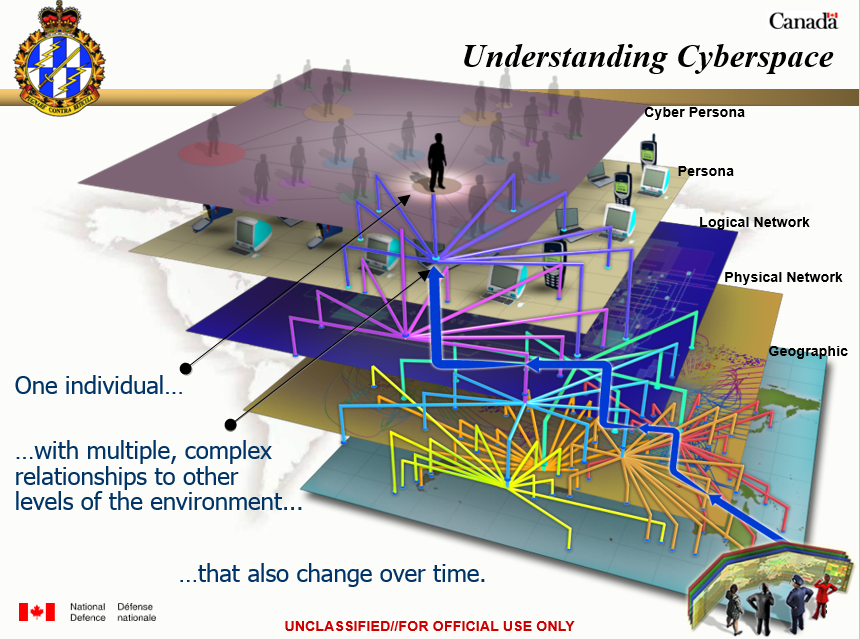 Canada
Understanding Cyberspace
Cyber Persona
Persona
Logical Network
Physical Network
Geographic
One individual…
…with multiple, complex
relationships to other
levels of the environment...
…that also change over time.
National Défense
Defence nationale
UNCLASSIFIED//FOR OFFICIAL USE ONLY